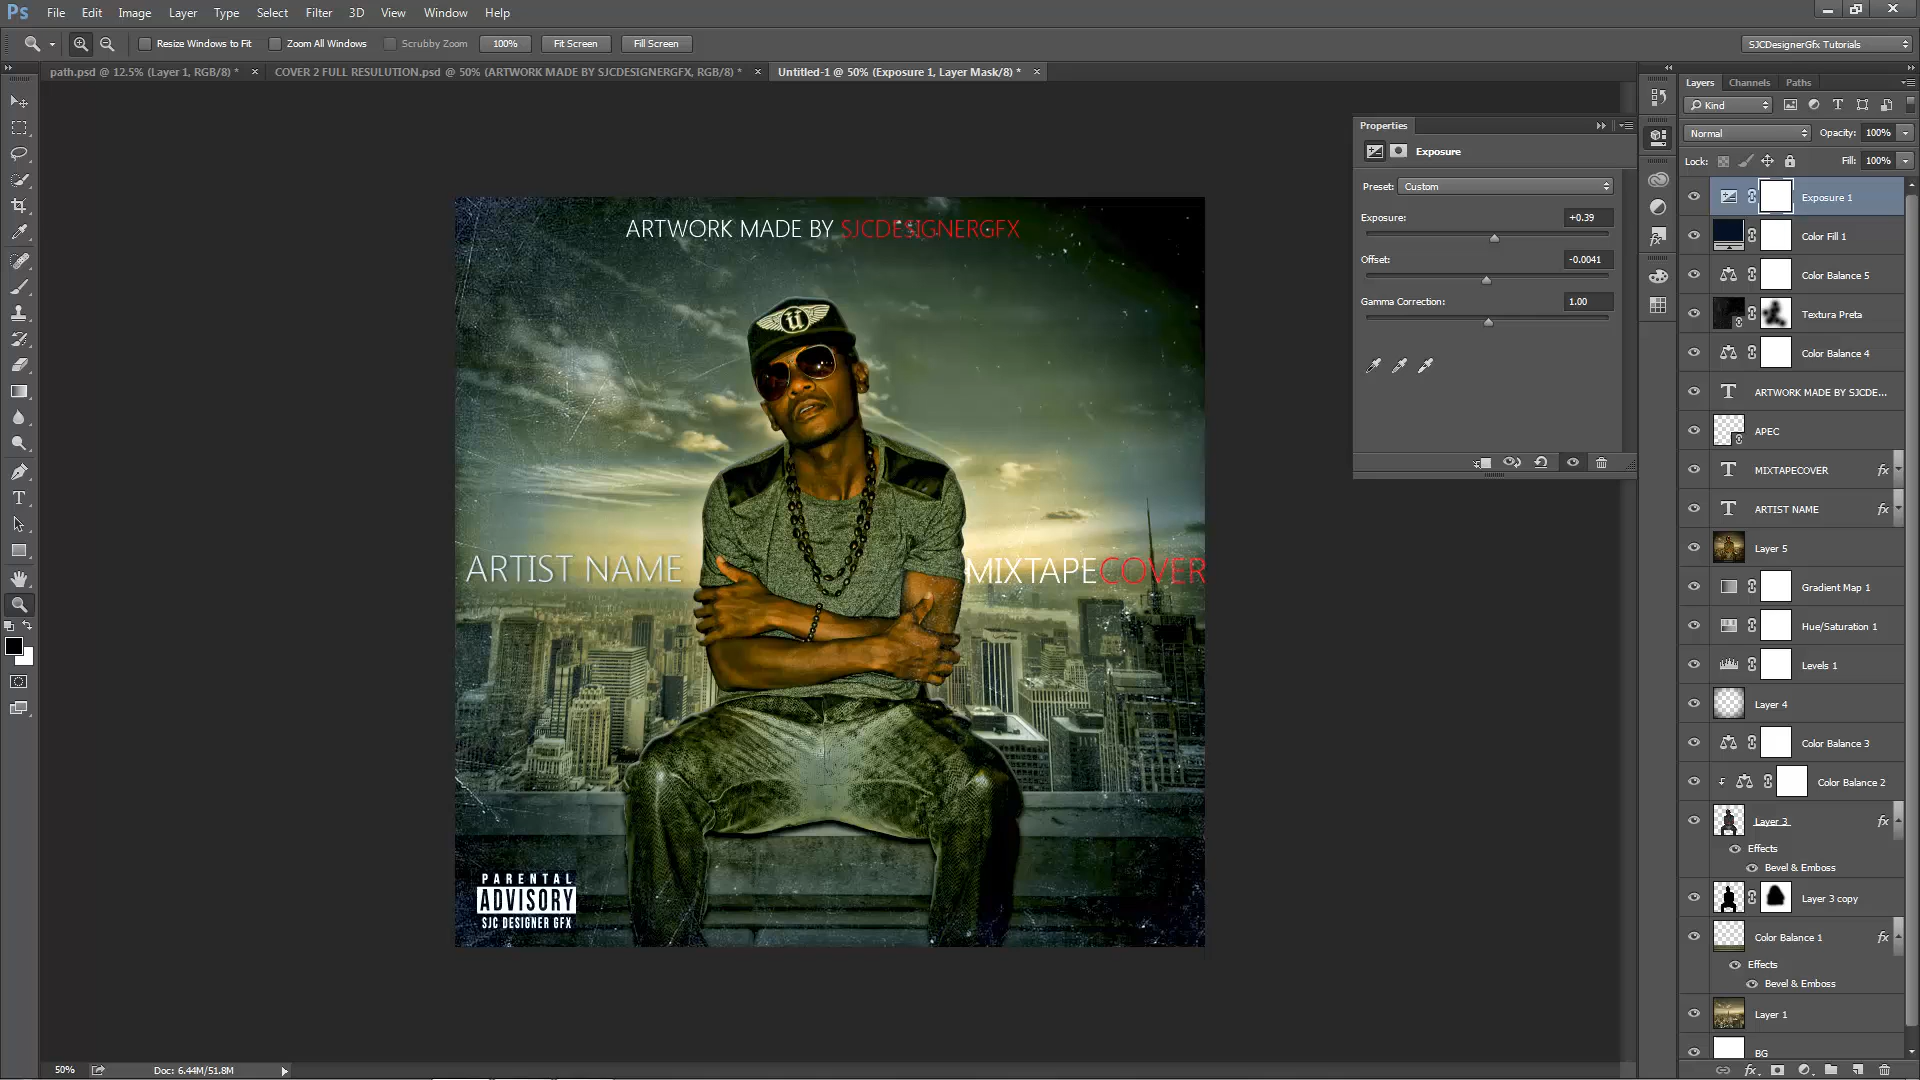 Ps File Edit Image Layer Type Select Filter 3D View Window Help
Resize Windows to Fit Zoom All Windows Scrubby Zoom 100% Fit Screen Fill Screen SJCDesignerGfx Tutorials
path.psd @ 12.5% (Layer 1, RGB/8) * × COVER 2 FULL RESULUTION.psd @ 50% (ARTWORK MADE BY SJCDESIGNERGFX, RGB/8) * × Untitled-1 @ 50% (Exposure 1, Layer Mask/8) * ×
ARTWORK MADE BY SJCDESIGNERGFX
ARTIST NAME
MIXTAPECOVER
PARENTAL
ADVISORY
SJC DESIGNER GFX
Properties
Exposure
Preset: Custom
Exposure: +0.39
Offset: -0.0041
Gamma Correction: 1.00
Layers Channels Paths
Kind
Normal Opacity: 100%
Lock: Fill: 100%
Exposure 1
Color Fill 1
Color Balance 5
Textura Preta
Color Balance 4
T ARTWORK MADE BY SJCDE...
APEC
T MIXTAPECOVER fx
T ARTIST NAME fx
Layer 5
Gradient Map 1
Hue/Saturation 1
Levels 1
Layer 4
Color Balance 3
Color Balance 2
Layer 3 fx
Effects
Bevel & Emboss
Layer 3 copy
Color Balance 1 fx
Effects
Bevel & Emboss
Layer 1
BG
50% Doc: 6.44M/51.8M